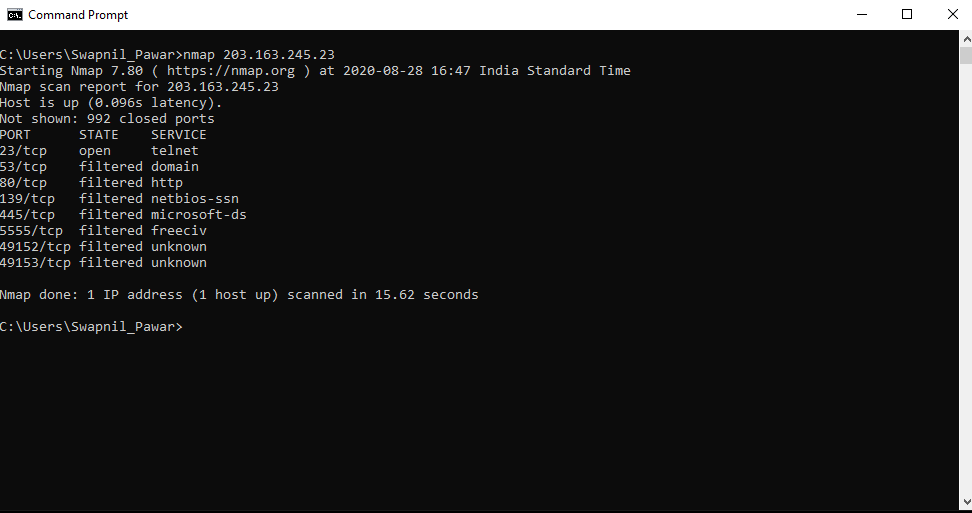 Command Prompt
C:\Users\Swapnil_Pawar>nmap 203.163.245.23
Starting Nmap 7.80 ( https://nmap.org ) at 2020-08-28 16:47 India Standard Time
Nmap scan report for 203.163.245.23
Host is up (0.096s latency).
Not shown: 992 closed ports
PORT      STATE    SERVICE
23/tcp    open     telnet
53/tcp    filtered domain
80/tcp    filtered http
139/tcp   filtered netbios-ssn
445/tcp   filtered microsoft-ds
5555/tcp  filtered freeciv
49152/tcp filtered unknown
49153/tcp filtered unknown
Nmap done: 1 IP address (1 host up) scanned in 15.62 seconds
C:\Users\Swapnil_Pawar>